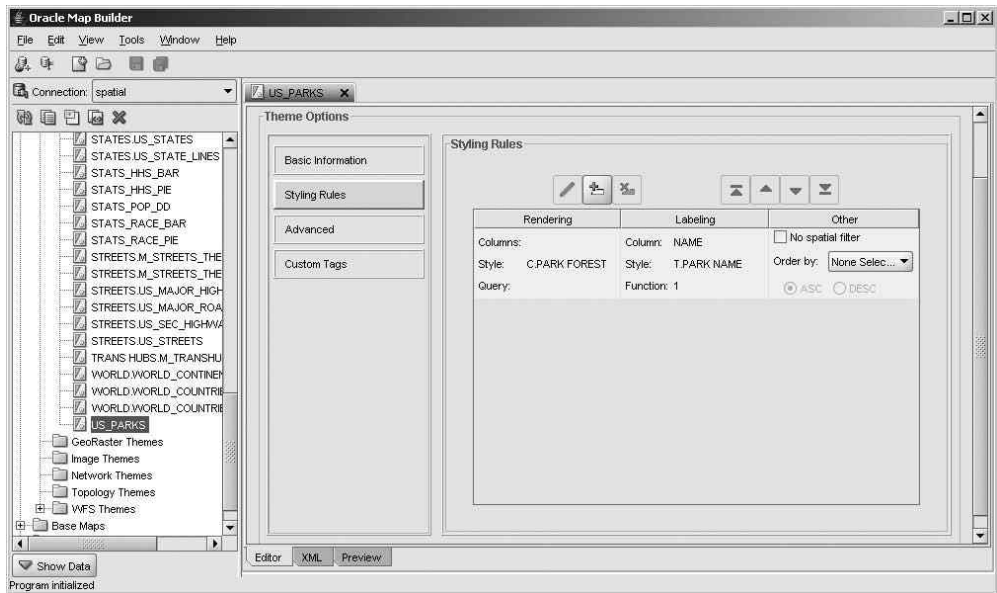 Oracle Map Builder
File Edit View Tools Window Help
Connection: spatial
STATES.US_STATES
STATES.US_STATE_LINES
STATS_HHS_BAR
STATS_HHS_PIE
STATS_POP_DD
STATS_RACE_BAR
STATS_RACE_PIE
STREETS.M_STREETS_THE
STREETS.M_STREETS_THE
STREETS.US_MAJOR_HIGH
STREETS.US_MAJOR_ROA
STREETS.US_SEC_HIGHWA
STREETS.US_STREETS
TRANS HUBS.M_TRANSHU
WORLD.WORLD_CONTINEN
WORLD.WORLD_COUNTRIE
WORLD.WORLD_COUNTRIE
US_PARKS
GeoRaster Themes
Image Themes
Network Themes
Topology Themes
WFS Themes
Base Maps
Show Data
Program initialized
US_PARKS
Theme Options
Basic Information
Styling Rules
Advanced
Custom Tags
Styling Rules
Rendering Labeling Other
Columns: Column: NAME No spatial filter
Style: C.PARK FOREST Style: T.PARK NAME Order by: None Selec...
Query: Function: 1 ASC DESC
Editor XML Preview